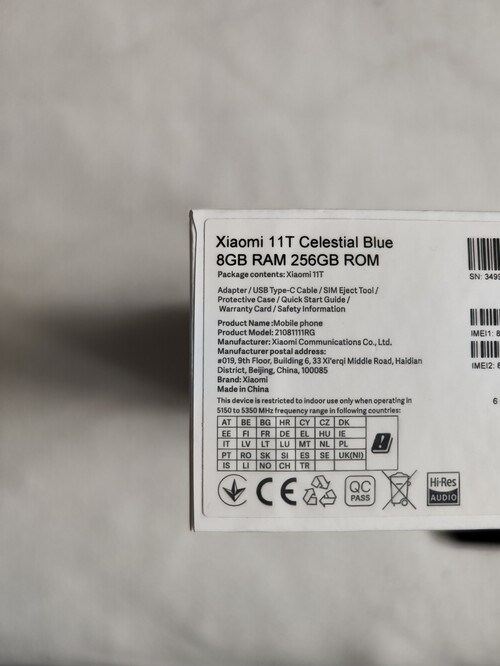 Xiaomi 11T Celestial Blue
8GB RAM 256GB ROM
Package contents: Xiaomi 11T
Adapter / USB Type-C Cable / SIM Eject Tool /
Protective Case / Quick Start Guide /
Warranty Card / Safety Information
Product Name:Mobile phone
Product Model: 21081111RG
Manufacturer: Xiaomi Communications Co., Ltd.
Manufacturer postal address:
#019, 9th Floor, Building 6, 33 Xi'erqi Middle Road, Haidian
District, Beijing, China, 100085
Brand: Xiaomi
Made in China
This device is restricted to indoor use only when operating in
5150 to 5350 MHz frequency range in following countries:
AT BE BG HR CY CZ DK
EE FI FR DE EL HU IE
IT LV LT LU MT NL PL
PT RO SK SI ES SE UK(NI)
IS LI NO CH TR
CE
QC
PASS
Hi-Res
AUDIO
SN: 3499
IMEI1: 8
IMEI2: 8
6